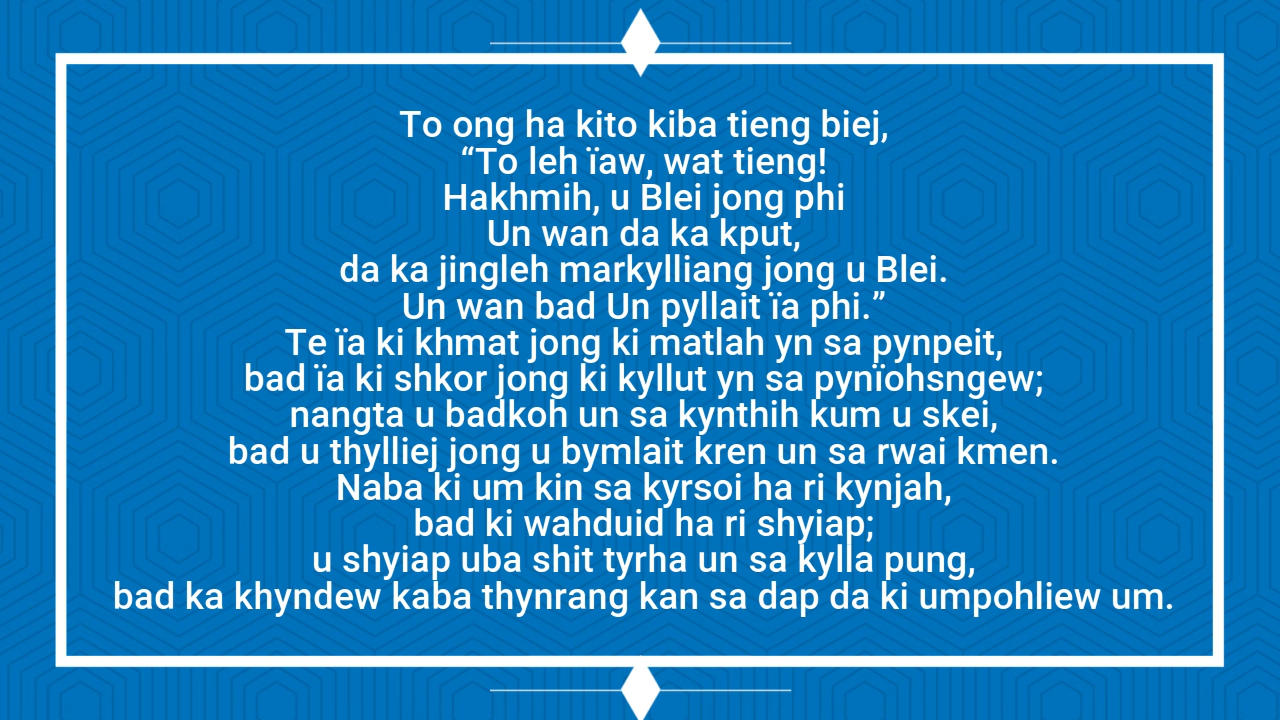 To ong ha kito kiba tieng biej,
“To leh ïaw, wat tieng!
Hakhmih, u Blei jong phi
Un wan da ka kput,
da ka jingleh markylliang jong u Blei.
Un wan bad Un pyllait ïa phi.”
Te ïa ki khmat jong ki matlah yn sa pynpeit,
bad ïa ki shkor jong ki kyllut yn sa pynïohsngew;
nangta u badkoh un sa kynthih kum u skei,
bad u thylliej jong u bymlait kren un sa rwai kmen.
Naba ki um kin sa kyrsoi ha ri kynjah,
bad ki wahduid ha ri shyiap;
u shyiap uba shit tyrha un sa kylla pung,
bad ka khyndew kaba thynrang kan sa dap da ki umpohliew um.